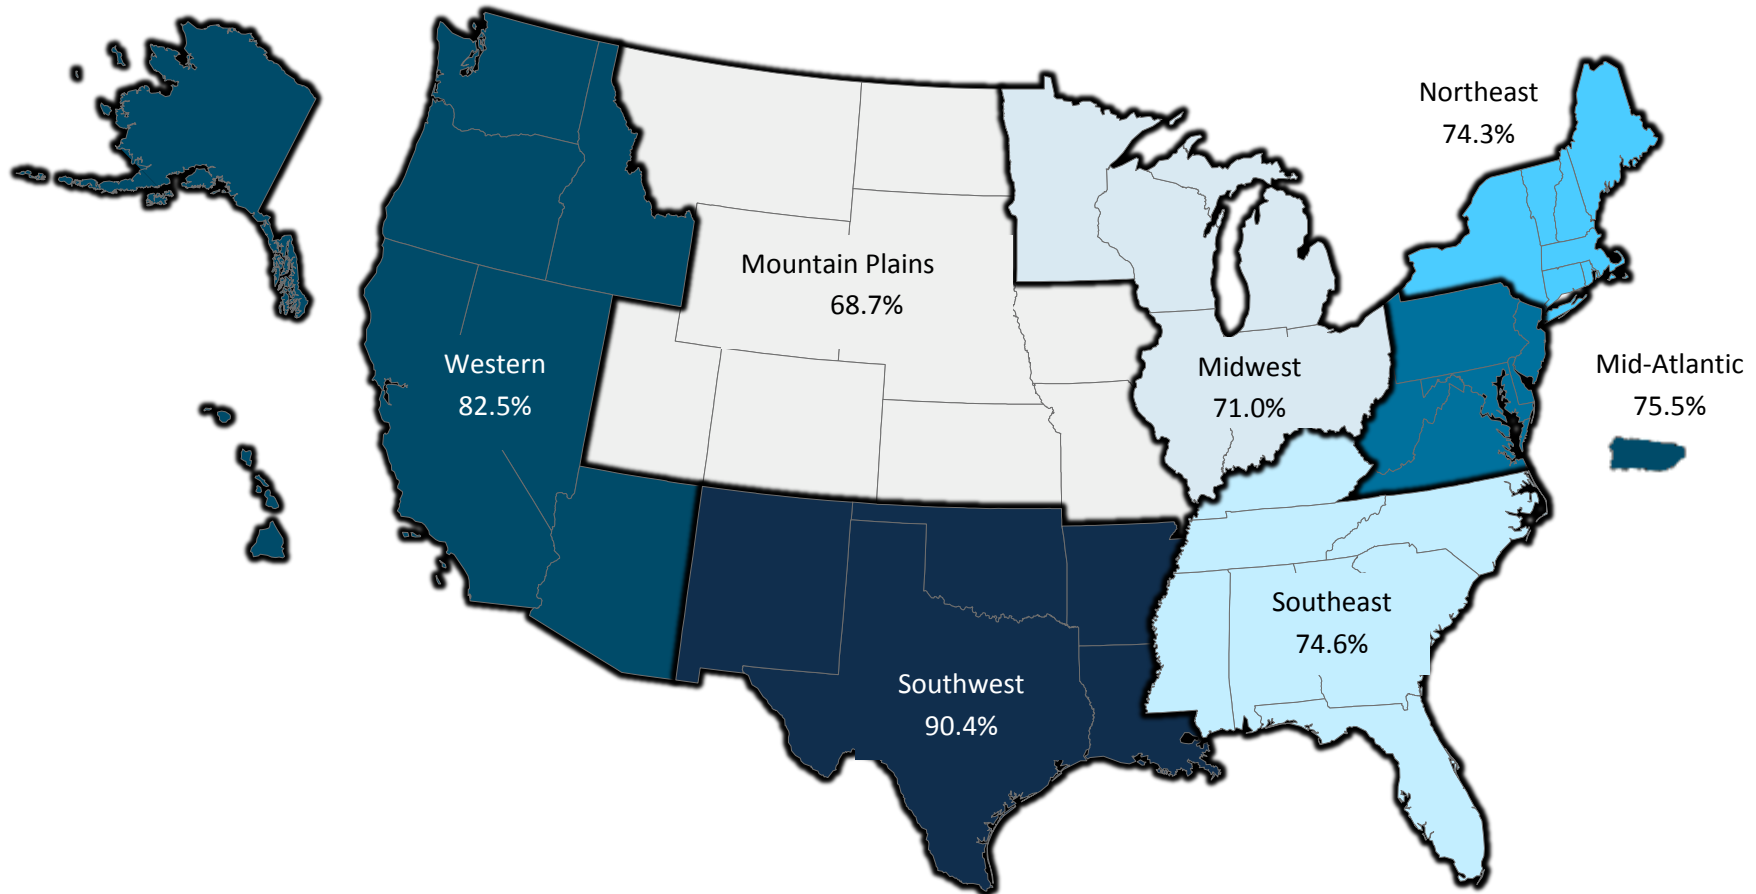 Northeast
74.3%
Mountain Plains
68.7%
Western
82.5%
Midwest
71.0%
Mid-Atlantic
75.5%
Southeast
74.6%
Southwest
90.4%